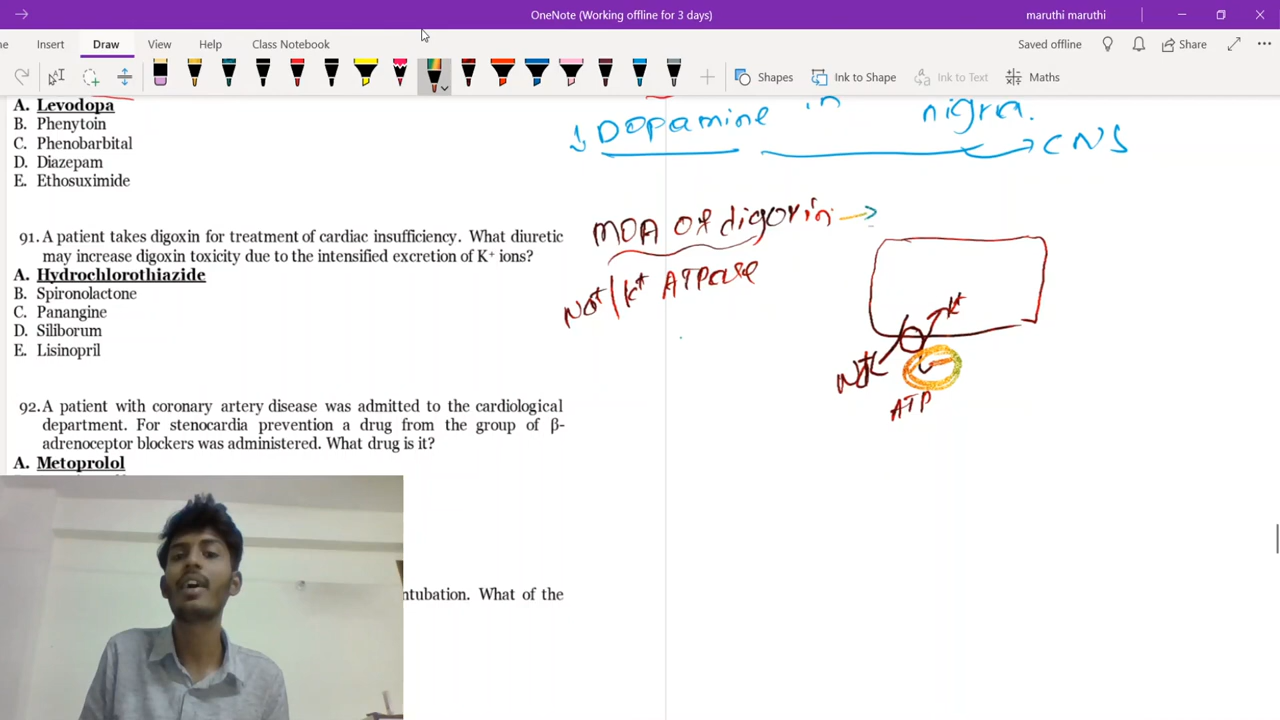 OneNote (Working offline for 3 days)
maruthi maruthi
Insert
Draw
View
Help
Class Notebook
Saved offline
Share
Shapes
Ink to Shape
Ink to Text
Maths
A. Levodopa
B. Phenytoin
C. Phenobarbital
D. Diazepam
E. Ethosuximide
91. A patient takes digoxin for treatment of cardiac insufficiency. What diuretic
may increase digoxin toxicity due to the intensified excretion of K+ ions?
A. Hydrochlorothiazide
B. Spironolactone
C. Panangine
D. Siliborum
E. Lisinopril
92. A patient with coronary artery disease was admitted to the cardiological
department. For stenocardia prevention a drug from the group of β-
adrenoceptor blockers was administered. What drug is it?
A. Metoprolol
ntubation. What of the
↓ Dopamine in nigra.
→ CNS
MOA Of digoxin →
Na+/K+ ATPase
K+
Na+
ATP